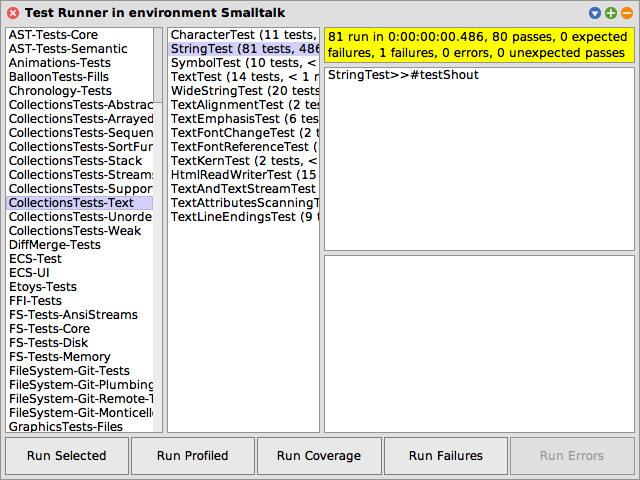 Test Runner in environment Smalltalk
AST-Tests-Core
AST-Tests-Semantic
Animations-Tests
BalloonTests-Fills
Chronology-Tests
CollectionsTests-Abstrac
CollectionsTests-Arrayed
CollectionsTests-Sequen
CollectionsTests-SortFun
CollectionsTests-Stack
CollectionsTests-Streams
CollectionsTests-Suppor
CollectionsTests-Text
CollectionsTests-Unorde
CollectionsTests-Weak
DiffMerge-Tests
ECS-Test
ECS-UI
Etoys-Tests
FFI-Tests
FS-Tests-AnsiStreams
FS-Tests-Core
FS-Tests-Disk
FS-Tests-Memory
FileSystem-Git-Tests
FileSystem-Git-Plumbing
FileSystem-Git-Remote-T
FileSystem-Git-Monticell
GraphicsTests-Files
CharacterTest (11 tests,
StringTest (81 tests, 486
SymbolTest (10 tests, <
TextTest (14 tests, < 1 m
WideStringTest (20 tests
TextAlignmentTest (2 te
TextEmphasisTest (6 tes
TextFontChangeTest (2 t
TextFontReferenceTest (
TextKernTest (2 tests, <
HtmlReadWriterTest (15
TextAndTextStreamTest
TextAttributesScanningT
TextLineEndingsTest (9 t
81 run in 0:00:00:00.486, 80 passes, 0 expected
failures, 1 failures, 0 errors, 0 unexpected passes
StringTest>>#testShout
Run Selected
Run Profiled
Run Coverage
Run Failures
Run Errors